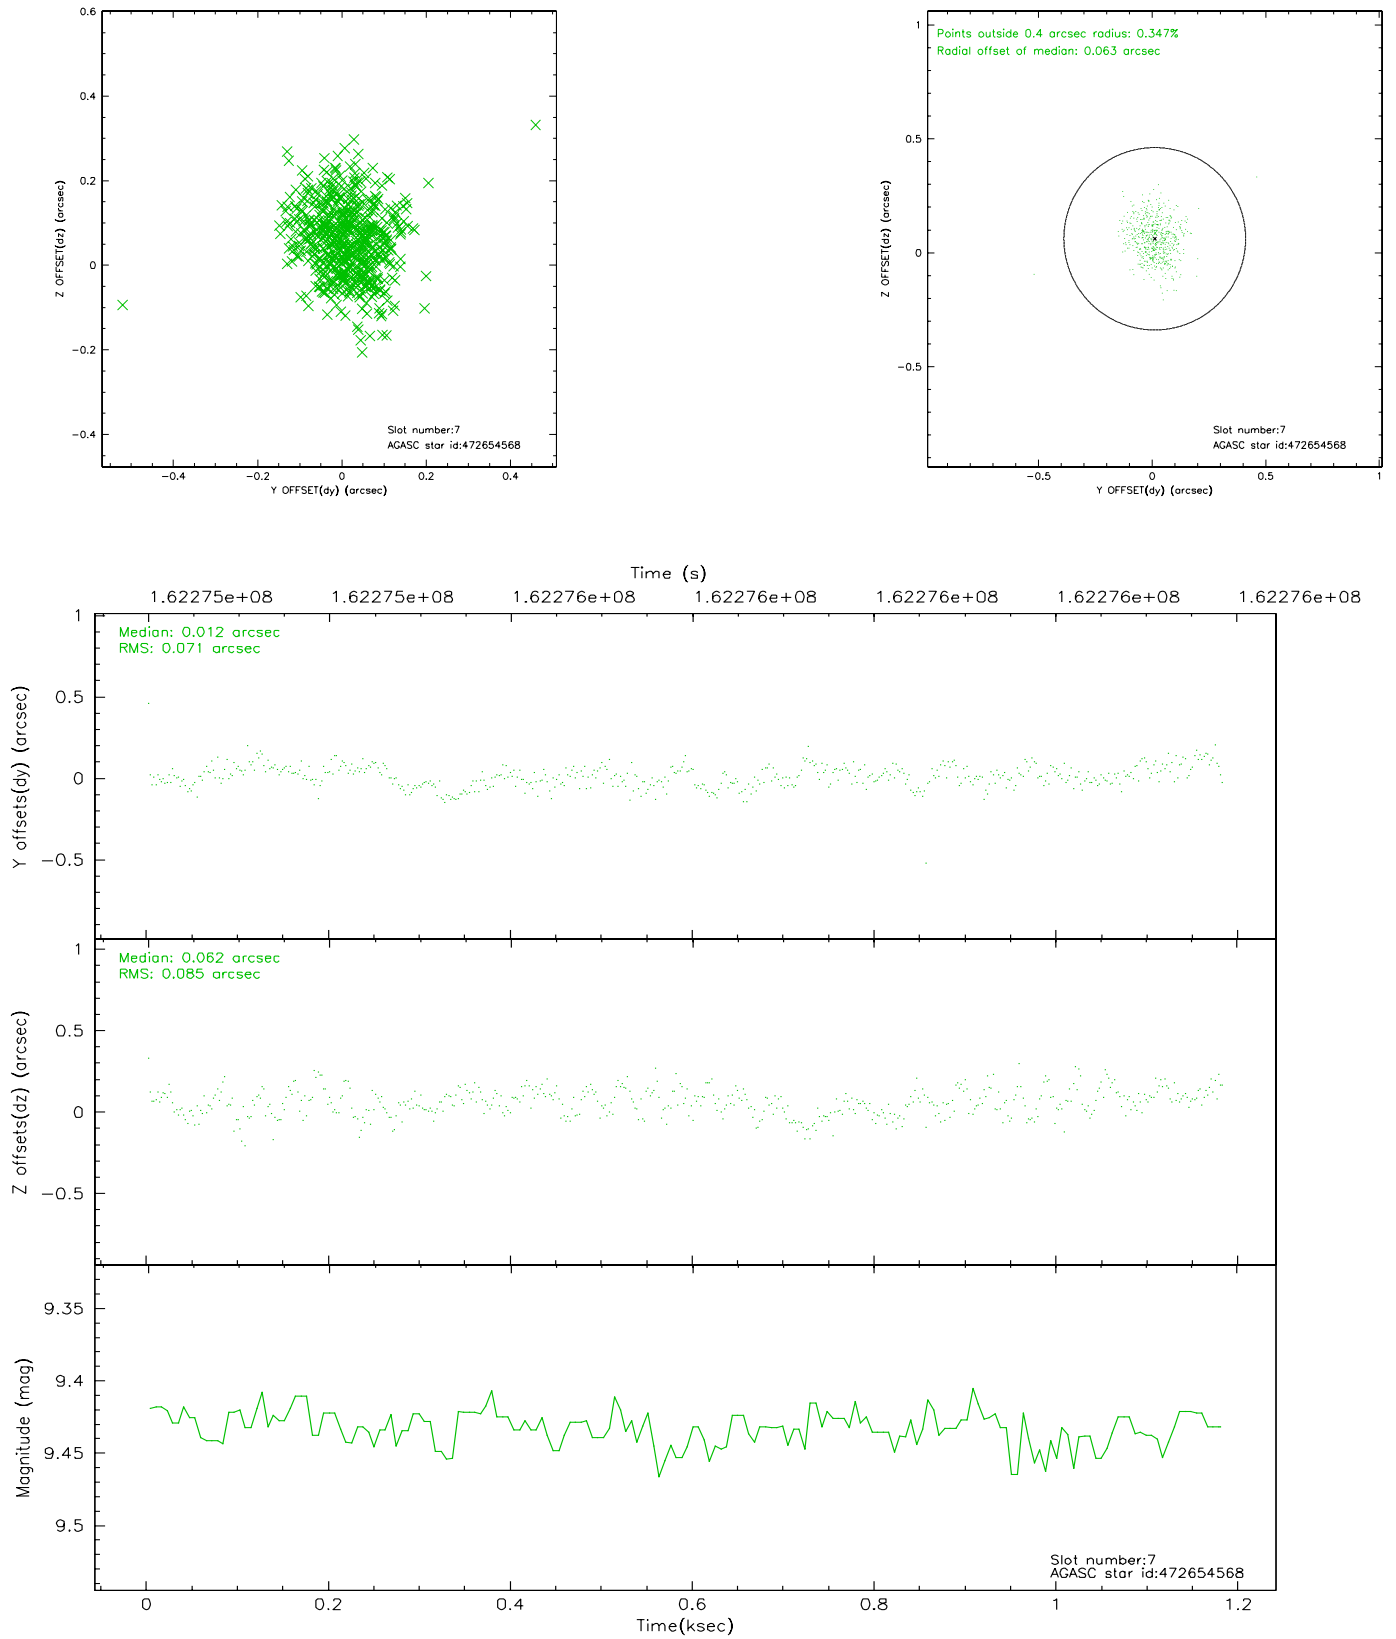 0.6
0.4
0.2
0
−0.2
−0.4
Z OFFSET(dz) (arcsec)
Slot number:7
AGASC star id:472654568
−0.4
−0.2
0
0.2
0.4
Y OFFSET(dy) (arcsec)
Points outside 0.4 arcsec radius: 0.347%
Radial offset of median: 0.063 arcsec
1
0.5
0
−0.5
Z OFFSET(dz) (arcsec)
Slot number:7
AGASC star id:472654568
−0.5
0
0.5
1
Y OFFSET(dy) (arcsec)
Time (s)
1.62275e+08
1.62275e+08
1.62276e+08
1.62276e+08
1.62276e+08
1.62276e+08
1.62276e+08
Median: 0.012 arcsec
RMS: 0.071 arcsec
1
0.5
0
−0.5
Y offsets(dy) (arcsec)
Median: 0.062 arcsec
RMS: 0.085 arcsec
1
0.5
0
−0.5
Z offsets(dz) (arcsec)
9.35
9.4
9.45
9.5
Magnitude (mag)
Slot number:7
AGASC star id:472654568
0
0.2
0.4
0.6
0.8
1
1.2
Time(ksec)